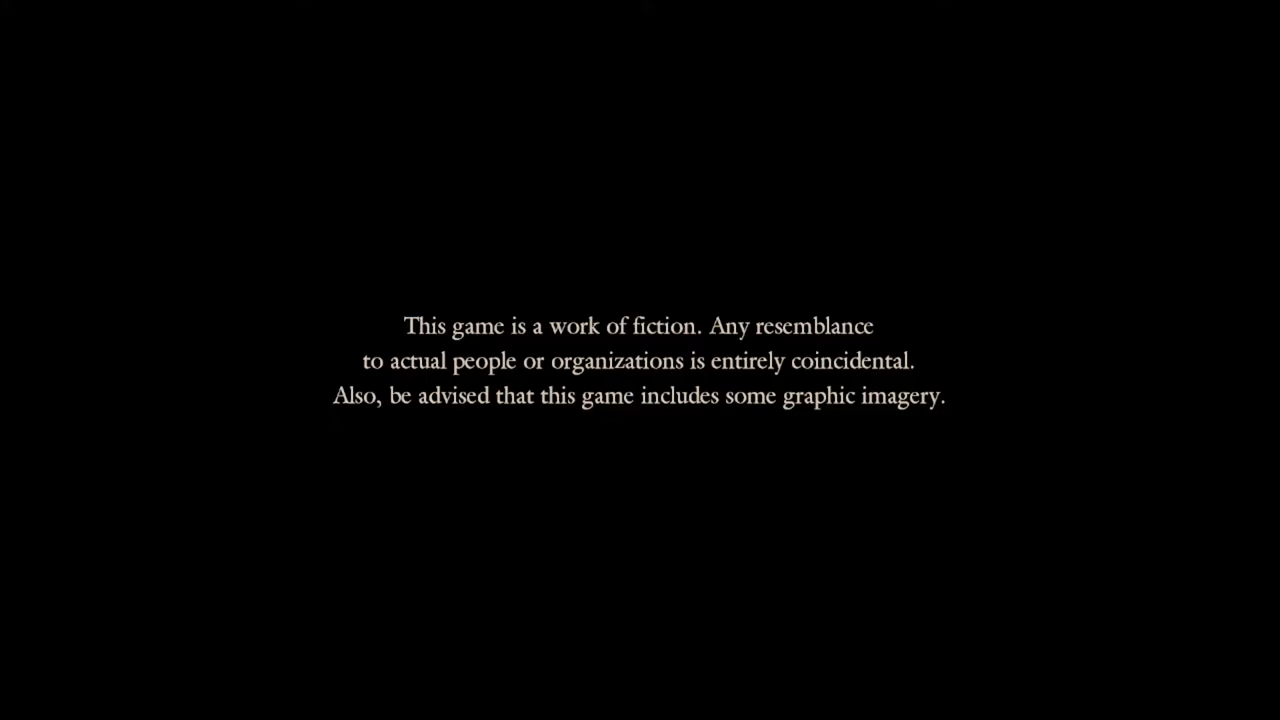 This game is a work of fiction. Any resemblance
to actual people or organizations is entirely coincidental.
Also, be advised that this game includes some graphic imagery.